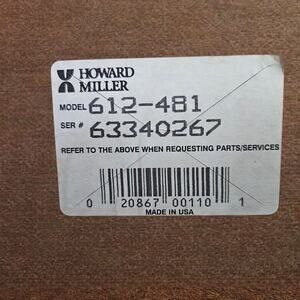 HOWARD
MILLER
MODEL 612-481
SER # 63340267
REFER TO THE ABOVE WHEN REQUESTING PARTS/SERVICES
0 20867 00110 1
MADE IN USA